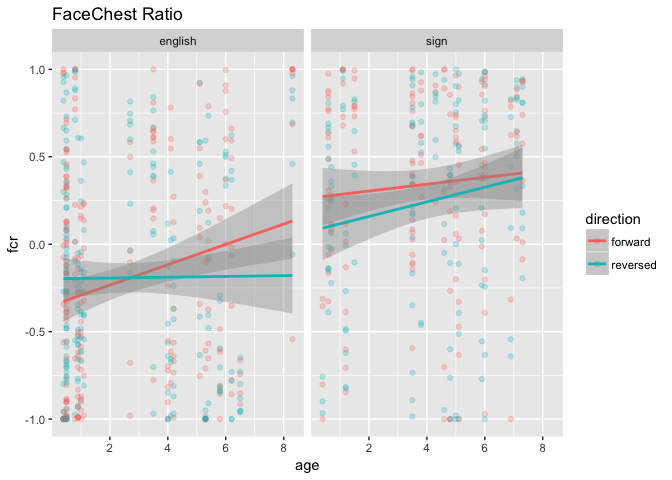 FaceChest Ratio
english sign
1.0
0.5
0.0
-0.5
-1.0
fcr
2 4 6 8 2 4 6 8
age
direction
forward
reversed